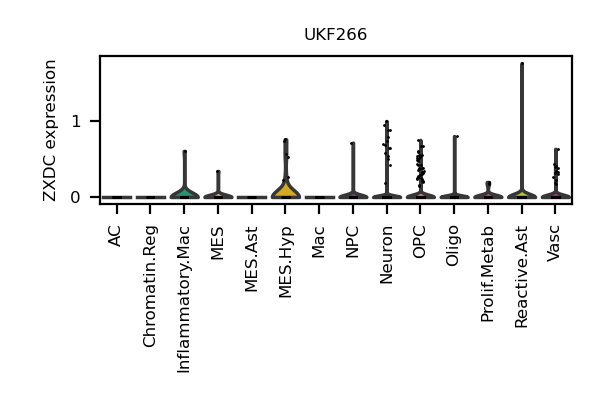 UKF266
ZXDC expression
1
0
AC
Chromatin.Reg
Inflammatory.Mac
MES
MES.Ast
MES.Hyp
Mac
NPC
Neuron
OPC
Oligo
Prolif.Metab
Reactive.Ast
Vasc